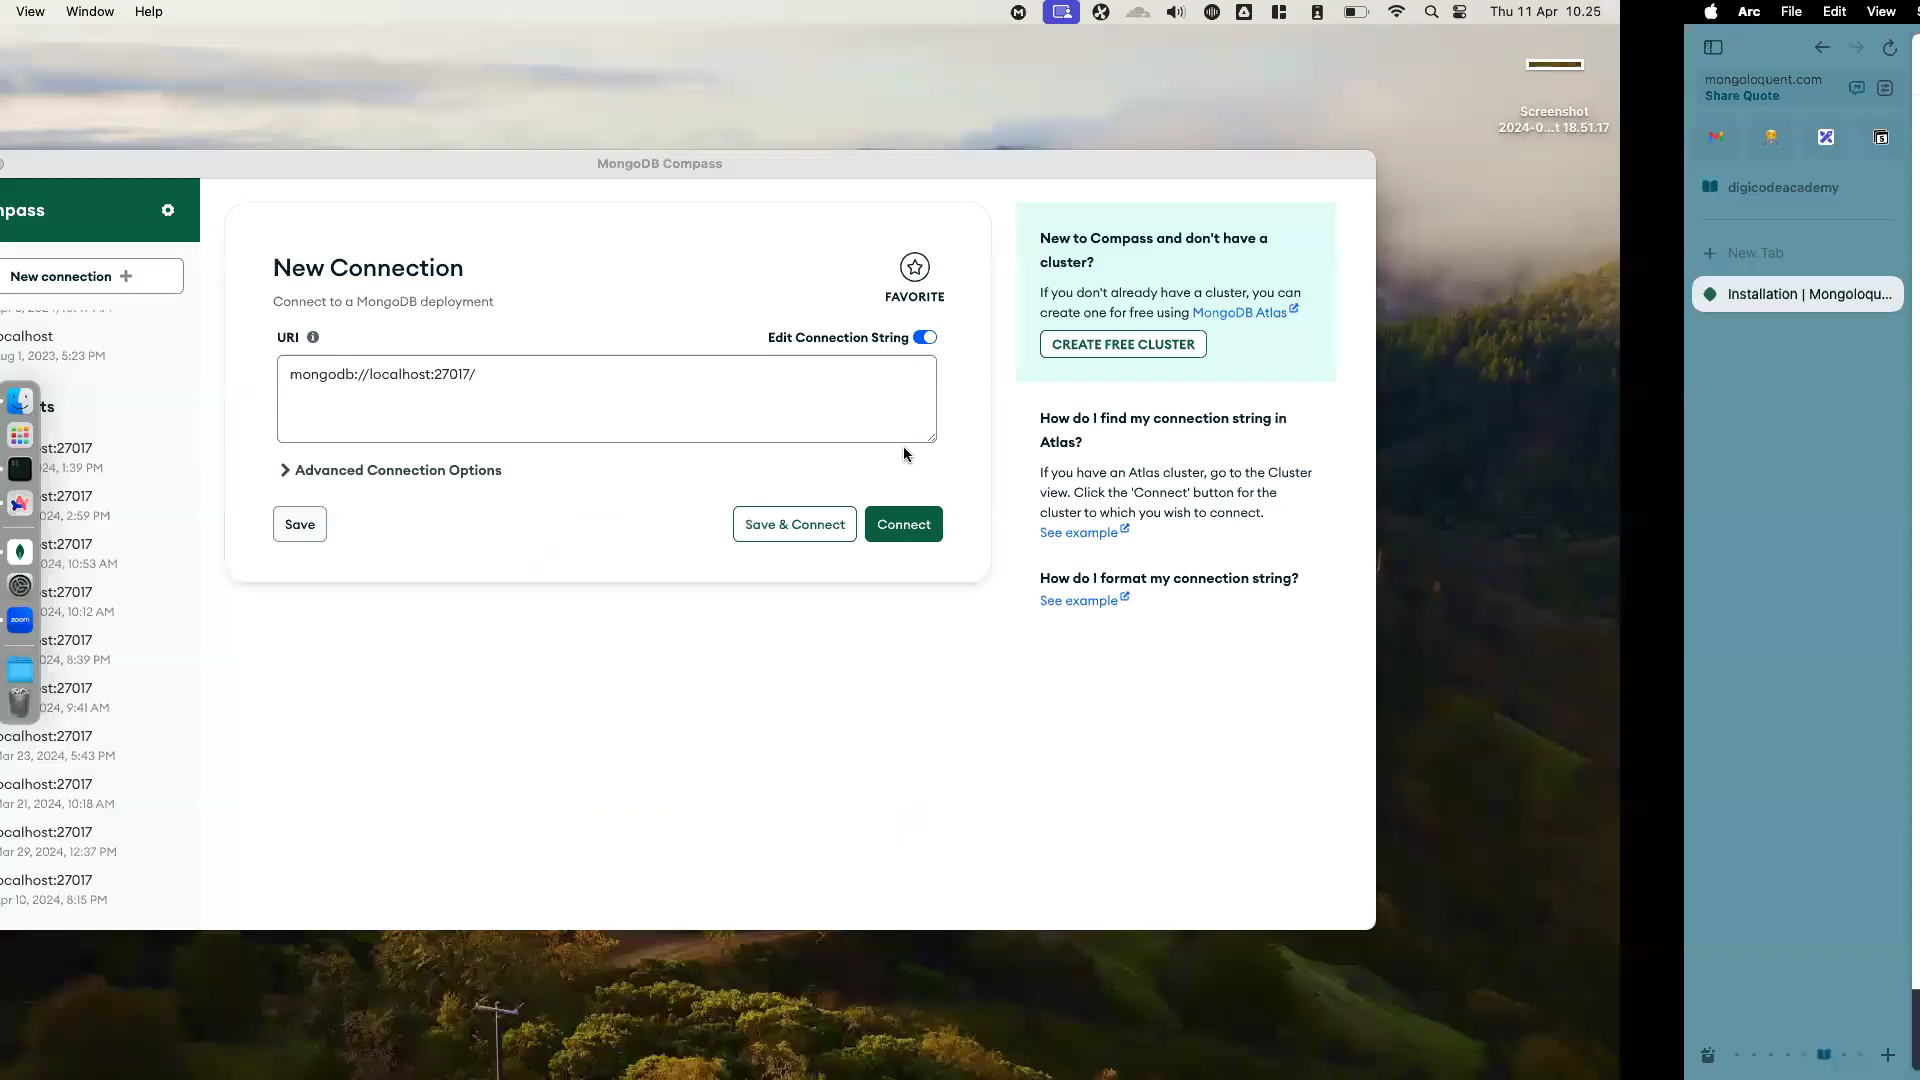 View Window Help
Thu 11 Apr 10.25
Screenshot
2024-0...t 18.51.17
MongoDB Compass
mpass
New connection
ocalhost
ug 1, 2023, 5:23 PM
ts
st:27017
024, 1:39 PM
st:27017
024, 2:59 PM
st:27017
024, 10:53 AM
st:27017
024, 10:12 AM
st:27017
024, 8:39 PM
st:27017
024, 9:41 AM
ocalhost:27017
Mar 23, 2024, 5:43 PM
ocalhost:27017
Mar 21, 2024, 10:18 AM
ocalhost:27017
Mar 29, 2024, 12:37 PM
ocalhost:27017
pr 10, 2024, 8:15 PM
zoom
New Connection
Connect to a MongoDB deployment
FAVORITE
URI
Edit Connection String
mongodb://localhost:27017/
Advanced Connection Options
Save
Save & Connect
Connect
New to Compass and don't have a
cluster?
If you don't already have a cluster, you can
create one for free using MongoDB Atlas
CREATE FREE CLUSTER
How do I find my connection string in
Atlas?
If you have an Atlas cluster, go to the Cluster
view. Click the 'Connect' button for the
cluster to which you wish to connect.
See example
How do I format my connection string?
See example
Arc File Edit View
mongoloquent.com
Share Quote
digicodeacademy
New Tab
Installation | Mongoloqu...